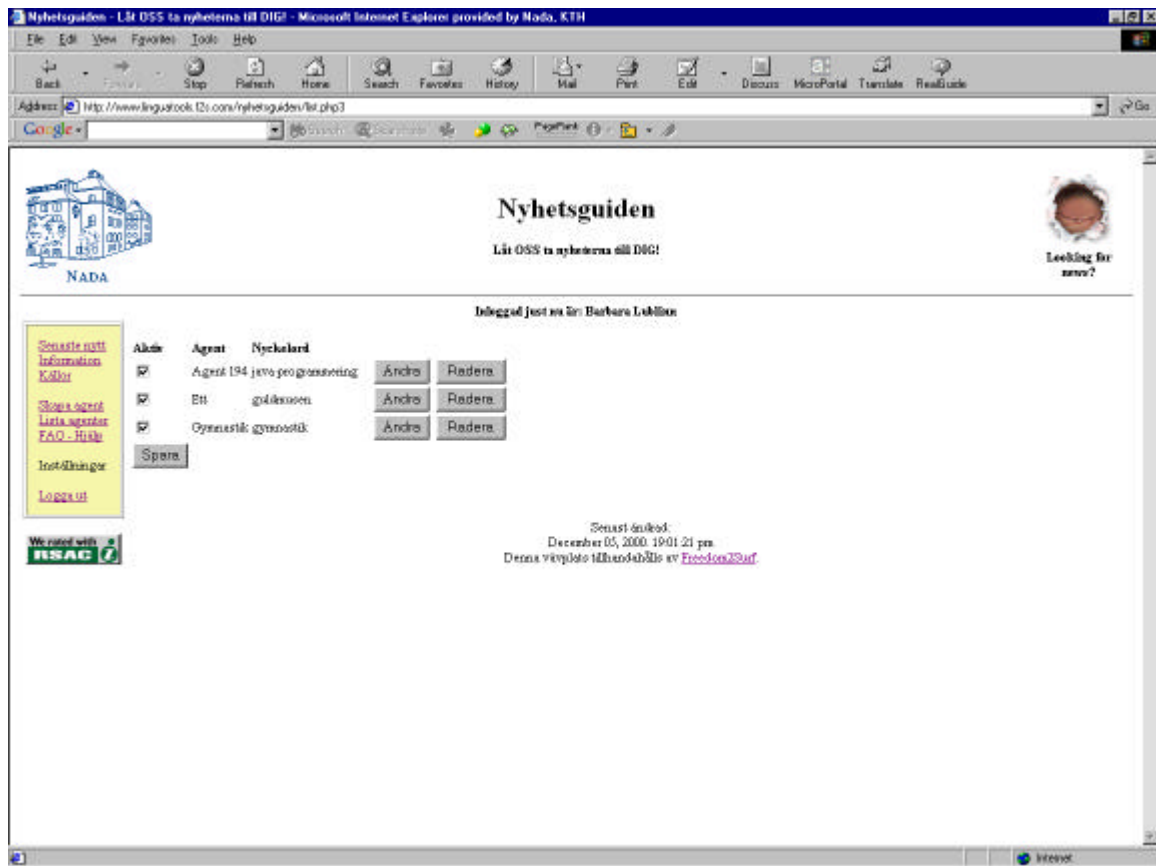 Nyhetsguiden - Låt OSS ta nyheterna till DIG! - Microsoft Internet Explorer provided by Nada, KTH
File Edit View Favorites Tools Help
Back Stop Refresh Home Search Favorites History Mail Print Edit Discuss MicroPortal Translate RealGuide
Address http://www.linguatools.f2s.com/nyhetsguiden/list.php3 Go
Google
Nyhetsguiden
Låt OSS ta nyheterna till DIG!
NADA
Looking for
news?
Inloggad just nu är: Barbara
Senaste nytt
Information
Källor
Skapa agent
Lista agenter
FAQ - Hjälp
Inställningar
Logga ut
Aktiv Agent Nyckelord
Agent 194 java programmering Ändra Radera
Ett guldensen Ändra Radera
Gymnastik gymnastik Ändra Radera
Spara
We rated with
RSAC i
Senast ändrad:
December 05, 2000. 19:01:21 pm.
Denna virvplats tillhandahålls av Freedom2Surf.
Internet